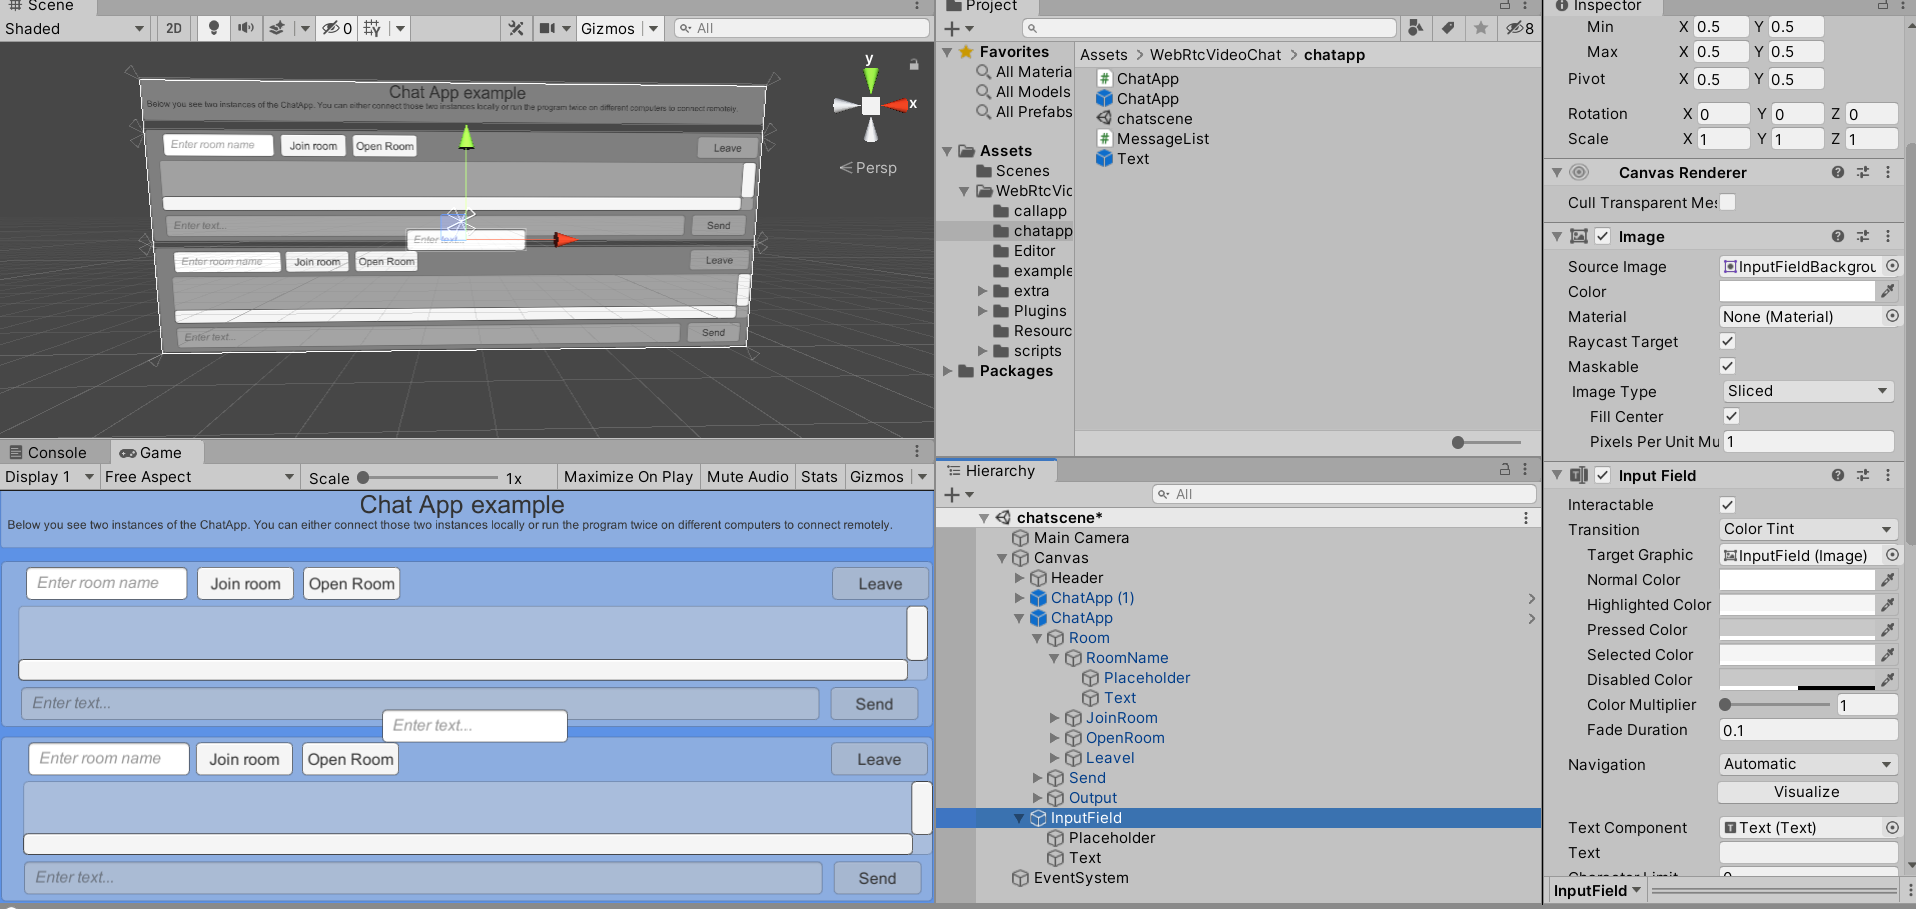 Scene
Shaded
2D
0
Gizmos
All
y
x
Persp
Chat App example
Below you see two instances of the ChatApp. You can either connect those two instances locally or run the program twice on different computers to connect remotely.
Enter room name
Join room
Open Room
Leave
Enter text...
Send
Enter text...
Enter room name
Join room
Open Room
Leave
Enter text...
Send
Console
Game
Display 1
Free Aspect
Scale
1x
Maximize On Play
Mute Audio
Stats
Gizmos
Chat App example
Below you see two instances of the ChatApp. You can either connect those two instances locally or run the program twice on different computers to connect remotely.
Enter room name
Join room
Open Room
Leave
Enter text...
Send
Enter text...
Enter room name
Join room
Open Room
Leave
Enter text...
Send
Project
8
Favorites
All Materia
All Models
All Prefabs
Assets
Scenes
WebRtcVic
callapp
chatapp
Editor
example
extra
Plugins
Resourc
scripts
Packages
Assets > WebRtcVideoChat > chatapp
# ChatApp
ChatApp
chatscene
# MessageList
Text
Hierarchy
All
chatscene*
Main Camera
Canvas
Header
ChatApp (1)
ChatApp
Room
RoomName
Placeholder
Text
JoinRoom
OpenRoom
Leavel
Send
Output
InputField
Placeholder
Text
EventSystem
Inspector
Min X 0.5 Y 0.5
Max X 0.5 Y 0.5
Pivot X 0.5 Y 0.5
Rotation X 0 Y 0 Z 0
Scale X 1 Y 1 Z 1
Canvas Renderer
Cull Transparent Mes
Image
Source Image InputFieldBackgrou
Color
Material None (Material)
Raycast Target
Maskable
Image Type Sliced
Fill Center
Pixels Per Unit Mu 1
Input Field
Interactable
Transition Color Tint
Target Graphic InputField (Image)
Normal Color
Highlighted Color
Pressed Color
Selected Color
Disabled Color
Color Multiplier 1
Fade Duration 0.1
Navigation Automatic
Visualize
Text Component Text (Text)
Text
Character Limit 0
InputField